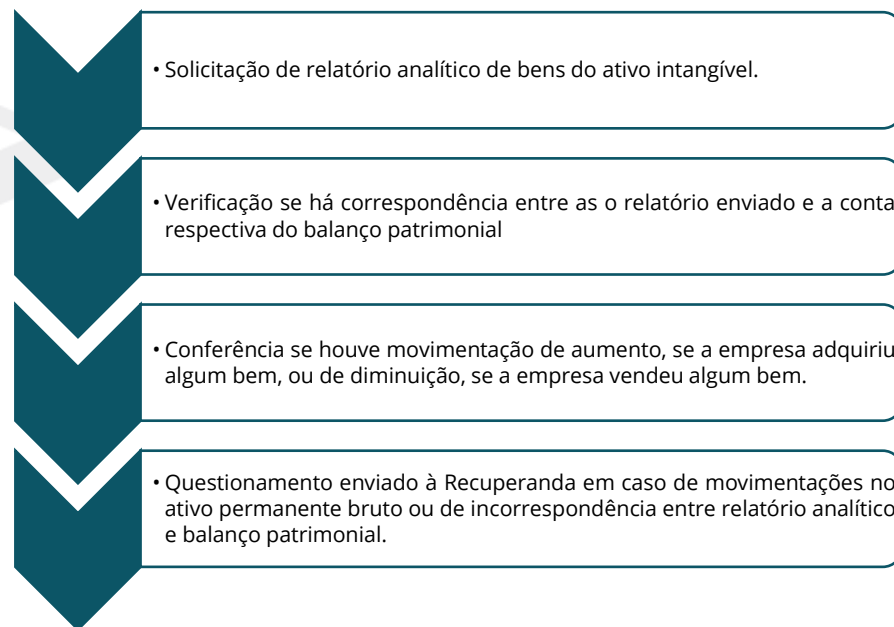 • Solicitação de relatório analítico de bens do ativo intangível.
• Verificação se há correspondência entre as o relatório enviado e a conta
respectiva do balanço patrimonial
• Conferência se houve movimentação de aumento, se a empresa adquiriu
algum bem, ou de diminuição, se a empresa vendeu algum bem.
• Questionamento enviado à Recuperanda em caso de movimentações no
ativo permanente bruto ou de incorrespondência entre relatório analítico
e balanço patrimonial.